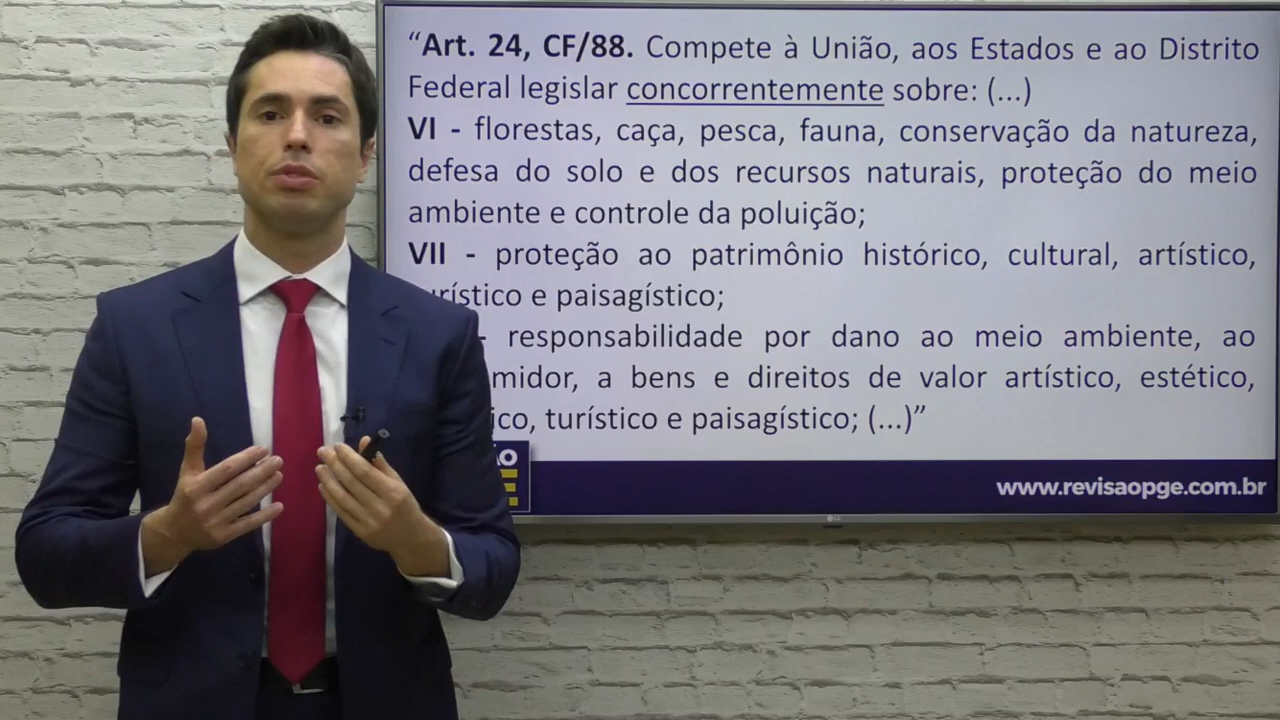 “Art. 24, CF/88. Compete à União, aos Estados e ao Distrito
Federal legislar concorrentemente sobre: (...)
VI - florestas, caça, pesca, fauna, conservação da natureza,
defesa do solo e dos recursos naturais, proteção do meio
ambiente e controle da poluição;
VII - proteção ao patrimônio histórico, cultural, artístico,
rístico e paisagístico;
- responsabilidade por dano ao meio ambiente, ao
midor, a bens e direitos de valor artístico, estético,
ico, turístico e paisagístico; (...)”
www.revisaopge.com.br
LG